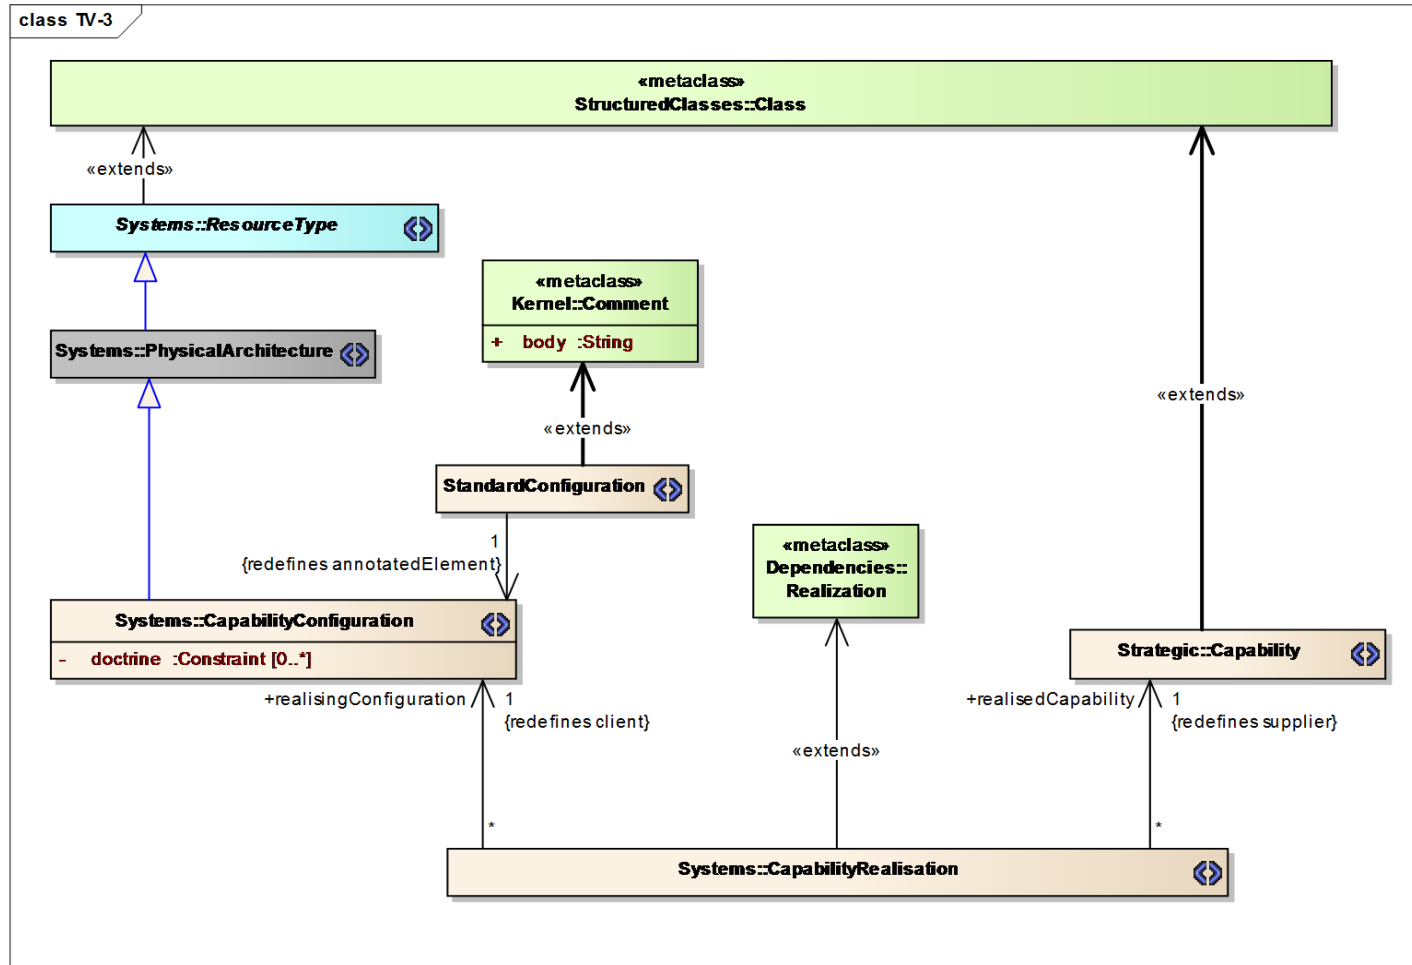 class TV-3
«metaclass»
StructuredClasses::Class
«extends»
Systems::ResourceType
«metaclass»
Kernel::Comment
+ body :String
Systems::PhysicalArchitecture
«extends»
«extends»
StandardConfiguration
1
{redefines annotatedElement}
«metaclass»
Dependencies::
Realization
Systems::CapabilityConfiguration
- doctrine :Constraint [0..*]
Strategic::Capability
+realisingConfiguration
1
{redefines client}
+realisedCapability
1
{redefines supplier}
«extends»
*
*
Systems::CapabilityRealisation